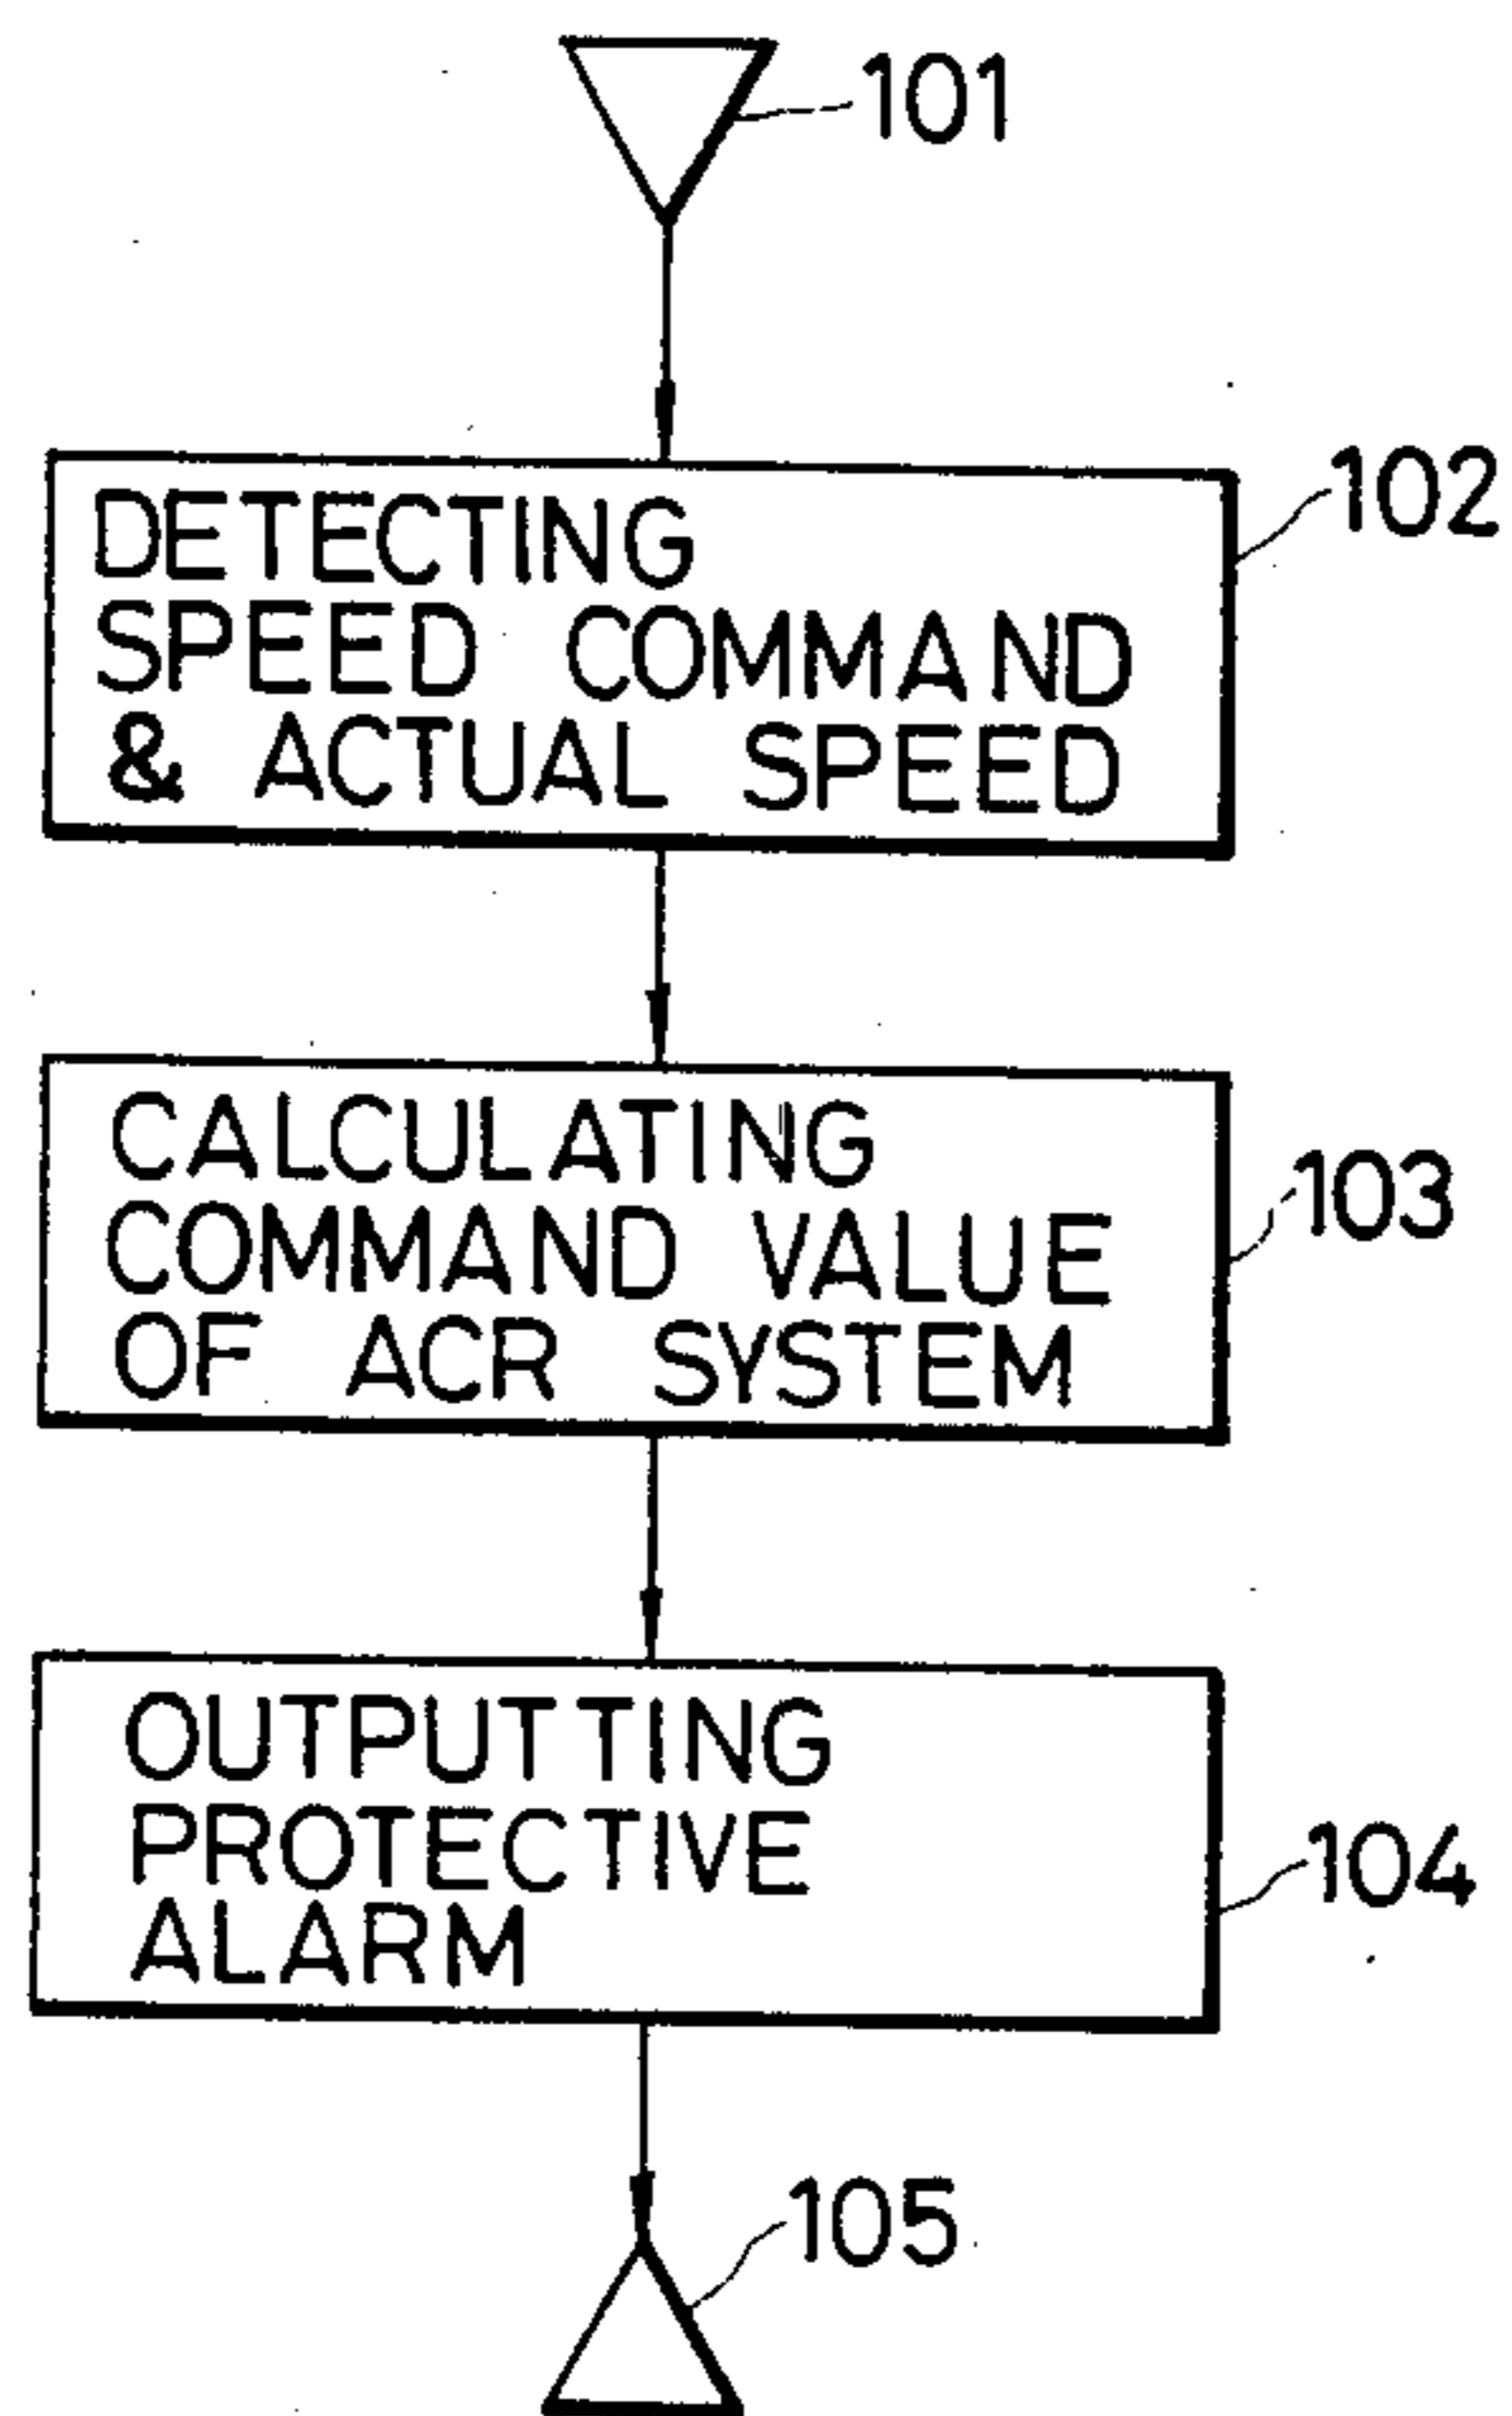 101
102
DETECTING
SPEED COMMAND
& ACTUAL SPEED
CALCULATING
COMMAND VALUE
OF ACR SYSTEM
103
OUTPUTTING
PROTECTIVE
ALARM
104
105